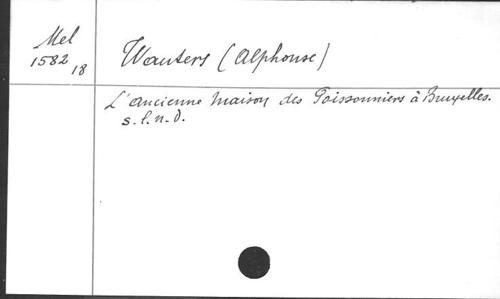 Mel
1582
18
Wauters (Alphonse)
L'ancienne Maison des Poissonniers à Bruxelles.
s.l.n.d.